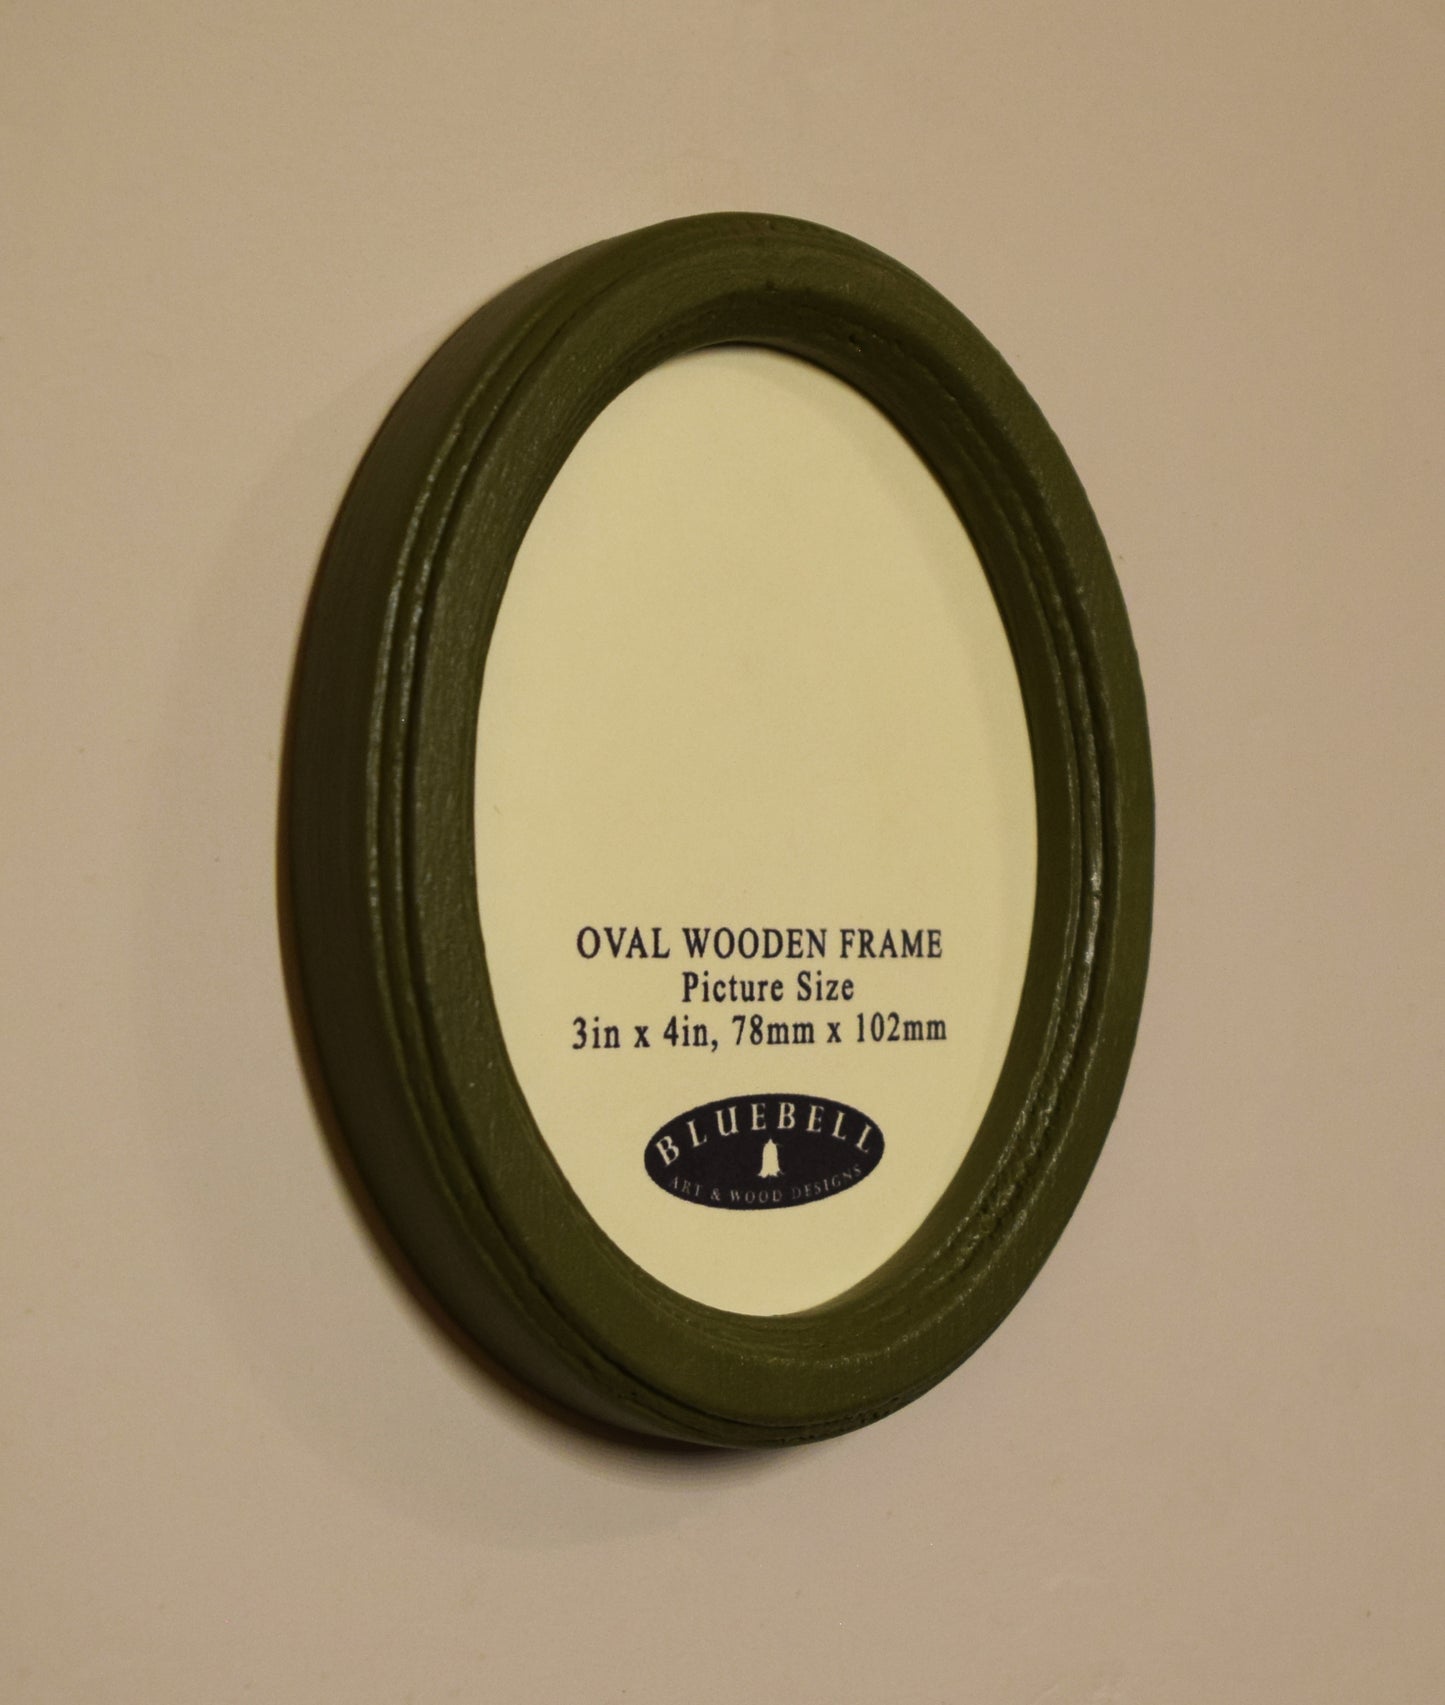 OVAL WOODEN FRAME
Picture Size
3in x 4in, 78mm x 102mm
BLUEBELL
ART & WOOD DESIGNS